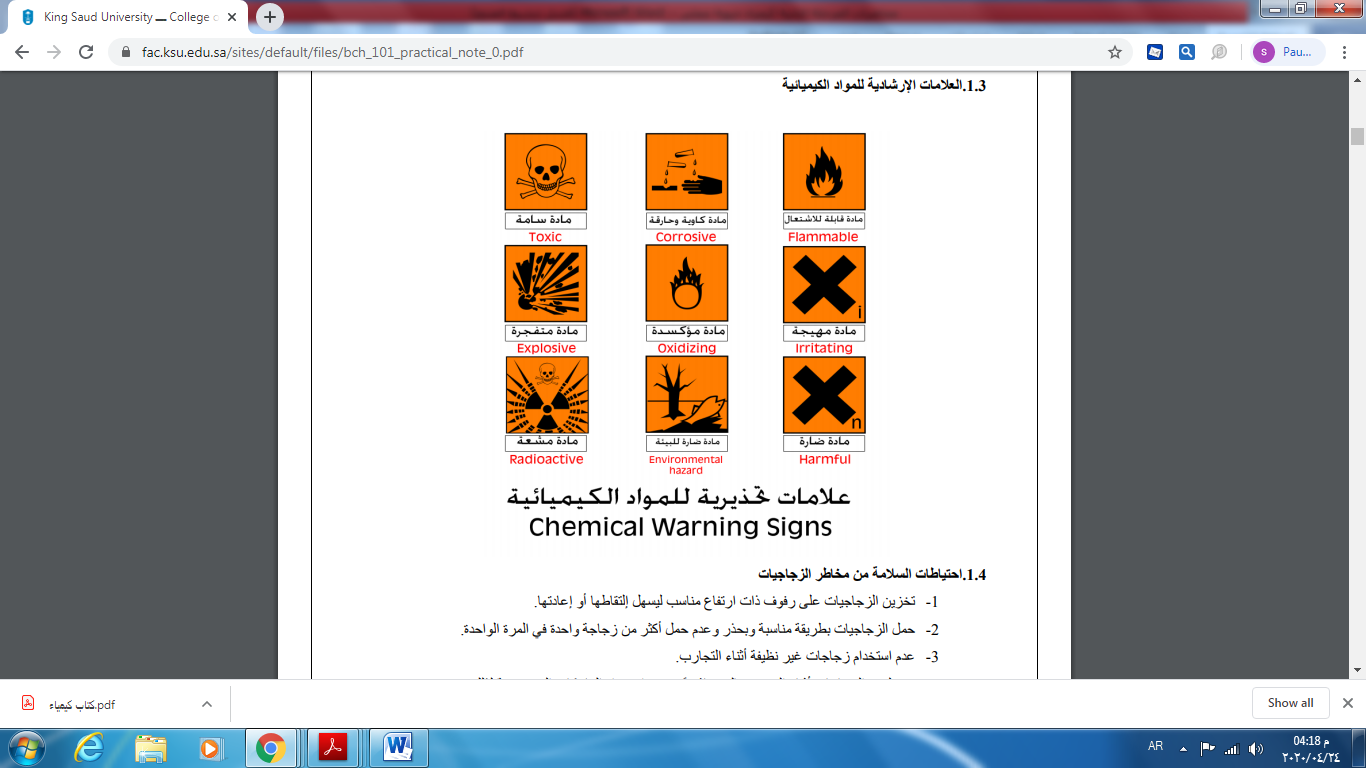 King Saud University — College o
fac.ksu.edu.sa/sites/default/files/bch_101_practical_note_0.pdf
s Pau...
1.3.العلامات الإرشادية للمواد الكيميائية
مادة سامة
Toxic
مادة كاوية وحارقة
Corrosive
مادة قابلة للاشتعال
Flammable
مادة متفجرة
Explosive
مادة مؤكسدة
Oxidizing
i
مادة مهيجة
Irritating
مادة مشعة
Radioactive
مادة ضارة للبيئة
Environmental
hazard
n
مادة ضارة
Harmful
علامات تحذيرية للمواد الكيميائية
Chemical Warning Signs
1.4.احتياطات السلامة من مخاطر الزجاجيات
1- تخزين الزجاجيات على رفوف ذات ارتفاع مناسب ليسهل إلتقاطها أو إعادتها.
2- حمل الزجاجيات بطريقة مناسبة وبحذر وعدم حمل أكثر من زجاجة واحدة في المرة الواحدة.
3- عدم استخدام زجاجات غير نظيفة أثناء التجارب.
كتاب كيمياء.pdf
Show all
AR
04:18 م
٢٠٢٠/٠٤/٢٤